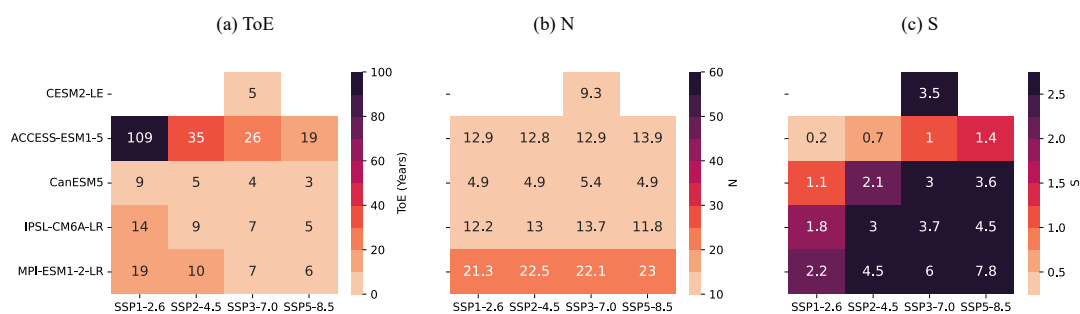 (a) ToE
(b) N
(c) S
CESM2-LE
ACCESS-ESM1-5
CanESM5
IPSL-CM6A-LR
MPI-ESM1-2-LR
5
109 35 26 19
9 5 4 3
14 9 7 5
19 10 7 6
SSP1-2.6 SSP2-4.5 SSP3-7.0 SSP5-8.5
100
80
60
40
20
0
ToE (Years)
9.3
12.9 12.8 12.9 13.9
4.9 4.9 5.4 4.9
12.2 13 13.7 11.8
21.3 22.5 22.1 23
SSP1-2.6 SSP2-4.5 SSP3-7.0 SSP5-8.5
60
50
40
30
20
10
N
3.5
0.2 0.7 1 1.4
1.1 2.1 3 3.6
1.8 3 3.7 4.5
2.2 4.5 6 7.8
SSP1-2.6 SSP2-4.5 SSP3-7.0 SSP5-8.5
2.5
2.0
1.5
1.0
0.5
S